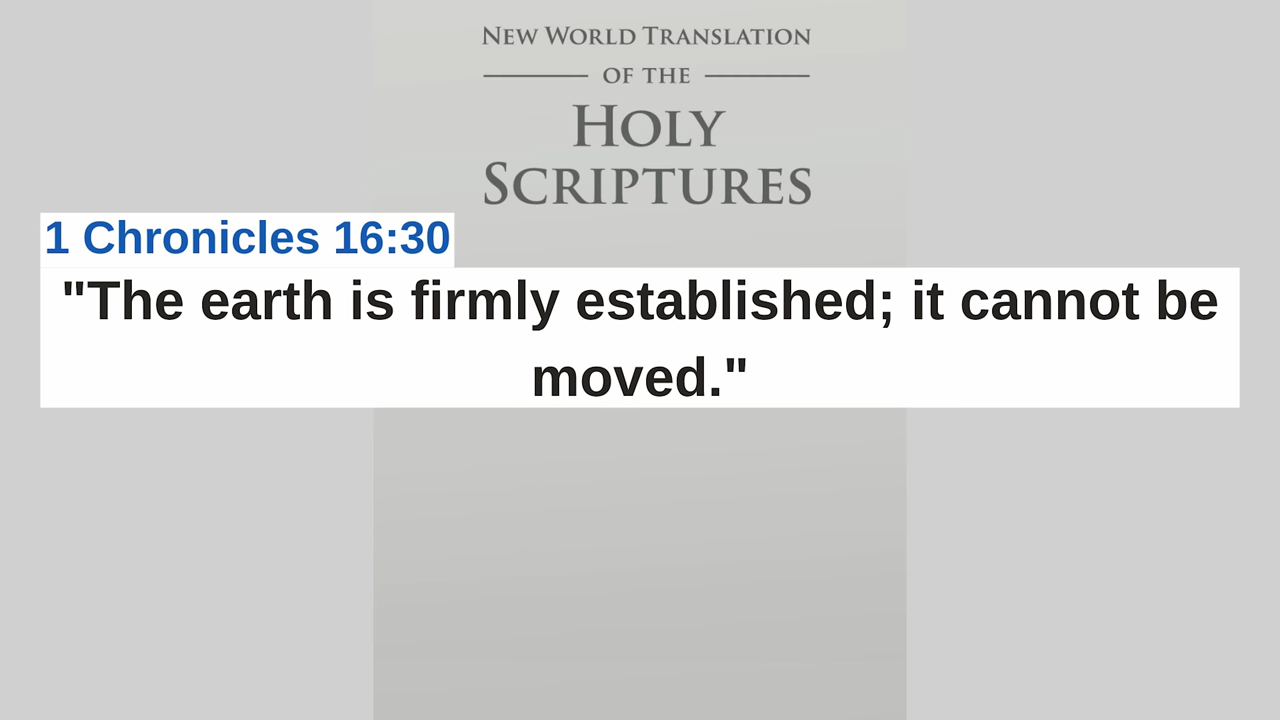 New World Translation
of the
Holy
Scriptures
1 Chronicles 16:30
"The earth is firmly established; it cannot be
moved."